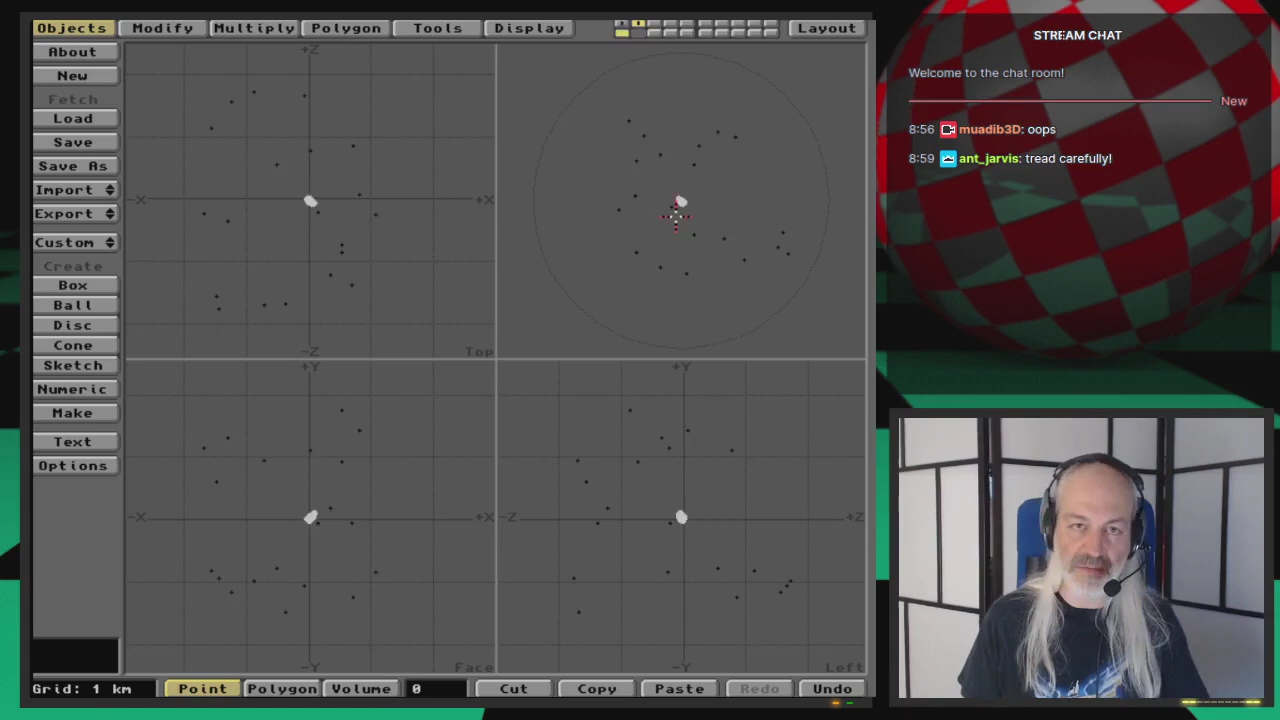 Objects
Modify
Multiply
Polygon
Tools
Display
Layout
About
New
Fetch
Load
Save
Save As
Import
Export
Custom
Create
Box
Ball
Disc
Cone
Sketch
Numeric
Make
Text
Options
+Z
-X
+X
-Z
Top
+Y
-X
+X
-Y
Face
+Y
-Z
+Z
-Y
Left
Grid: 1 km
Point
Polygon
Volume
0
Cut
Copy
Paste
Redo
Undo
STREAM CHAT
Welcome to the chat room!
New
8:56 muadib3D: oops
8:59 ant_jarvis: tread carefully!